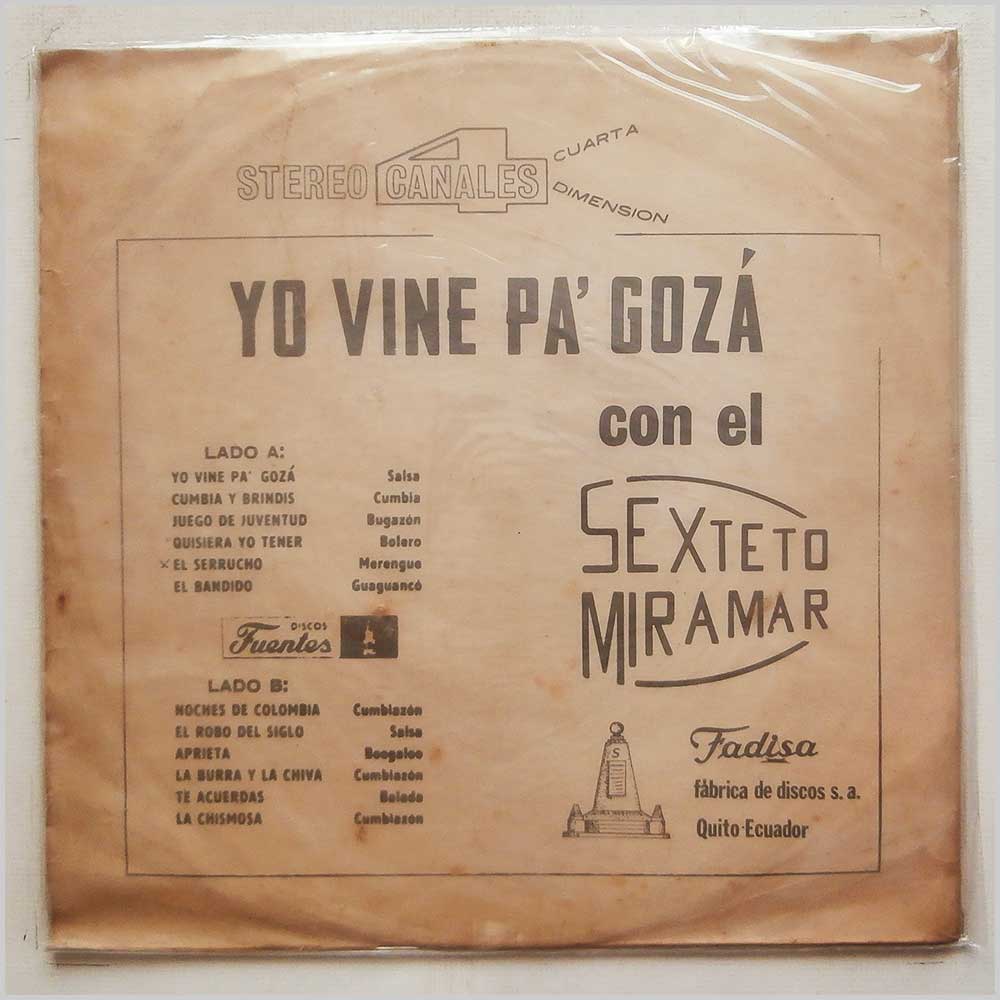 STEREO 4 CANALES CUARTA DIMENSION
YO VINE PA' GOZÁ
con el
SEXTETO
MIRAMAR
LADO A:
YO VINE PA' GOZÁ Salsa
CUMBIA Y BRINDIS Cumbia
JUEGO DE JUVENTUD Bugazón
QUISIERA YO TENER Bolero
x EL SERRUCHO Merengue
EL BANDIDO Guaguancó
DISCOS
Fuentes
LADO B:
NOCHES DE COLOMBIA Cumbiazón
EL ROBO DEL SIGLO Salsa
APRIETA Boogaloo
LA BURRA Y LA CHIVA Cumbiazón
TE ACUERDAS Balada
LA CHISMOSA Cumbiazón
S
Fadisa
fábrica de discos s. a.
Quito-Ecuador